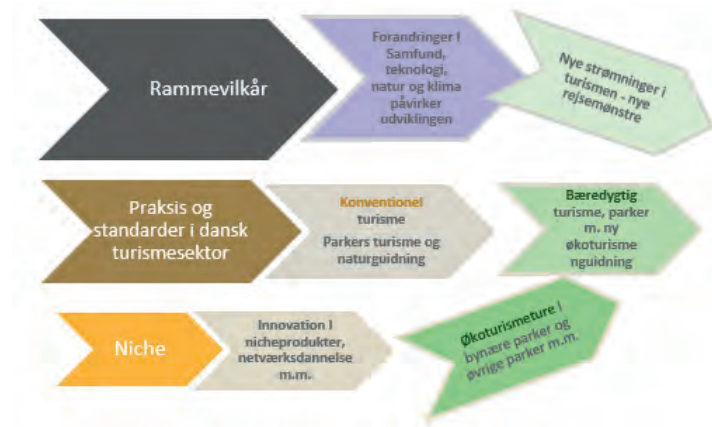 Rammevilkår
Forandringer I
Samfund,
teknologi,
natur og klima
påvirker
udviklingen
Nye strømninger i
turismen - nye
rejsemønstre
Praksis og
standarder i dansk
turismesektor
Konventionel
turisme
Parkers turisme og
naturguidning
Bæredygtig
turisme, parker
m. ny
økoturisme
nguidning
Niche
Innovation I
nicheprodukter,
netværksdannelse
m.m.
Økoturismeture I
bynære parker og
øvrige parker m.m.